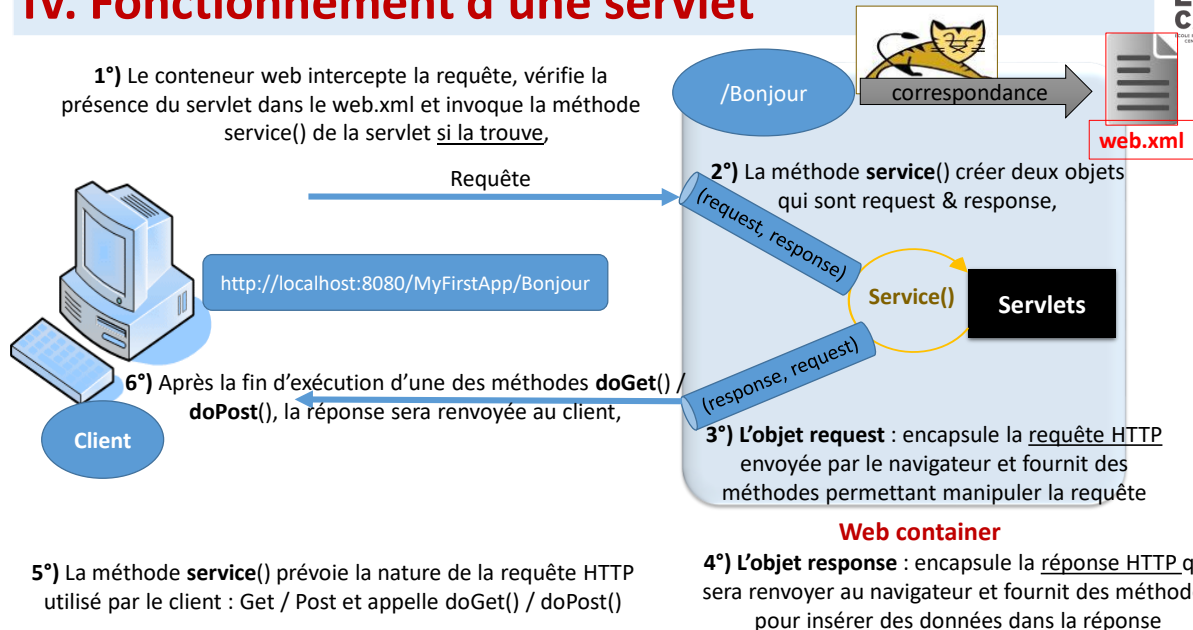 IV. Fonctionnement d'une servlet
1°) Le conteneur web intercepte la requête, vérifie la
présence du servlet dans le web.xml et invoque la méthode
service() de la servlet si la trouve,
/Bonjour
correspondance
web.xml
2°) La méthode service() créer deux objets
qui sont request & response,
Requête
(request, response)
http://localhost:8080/MyFirstApp/Bonjour
Service()
Servlets
(response, request)
6°) Après la fin d'exécution d'une des méthodes doGet() /
doPost(), la réponse sera renvoyée au client,
Client
3°) L'objet request : encapsule la requête HTTP
envoyée par le navigateur et fournit des
méthodes permettant manipuler la requête
Web container
4°) L'objet response : encapsule la réponse HTTP q
sera renvoyer au navigateur et fournit des méthod
pour insérer des données dans la réponse
5°) La méthode service() prévoie la nature de la requête HTTP
utilisé par le client : Get / Post et appelle doGet() / doPost()